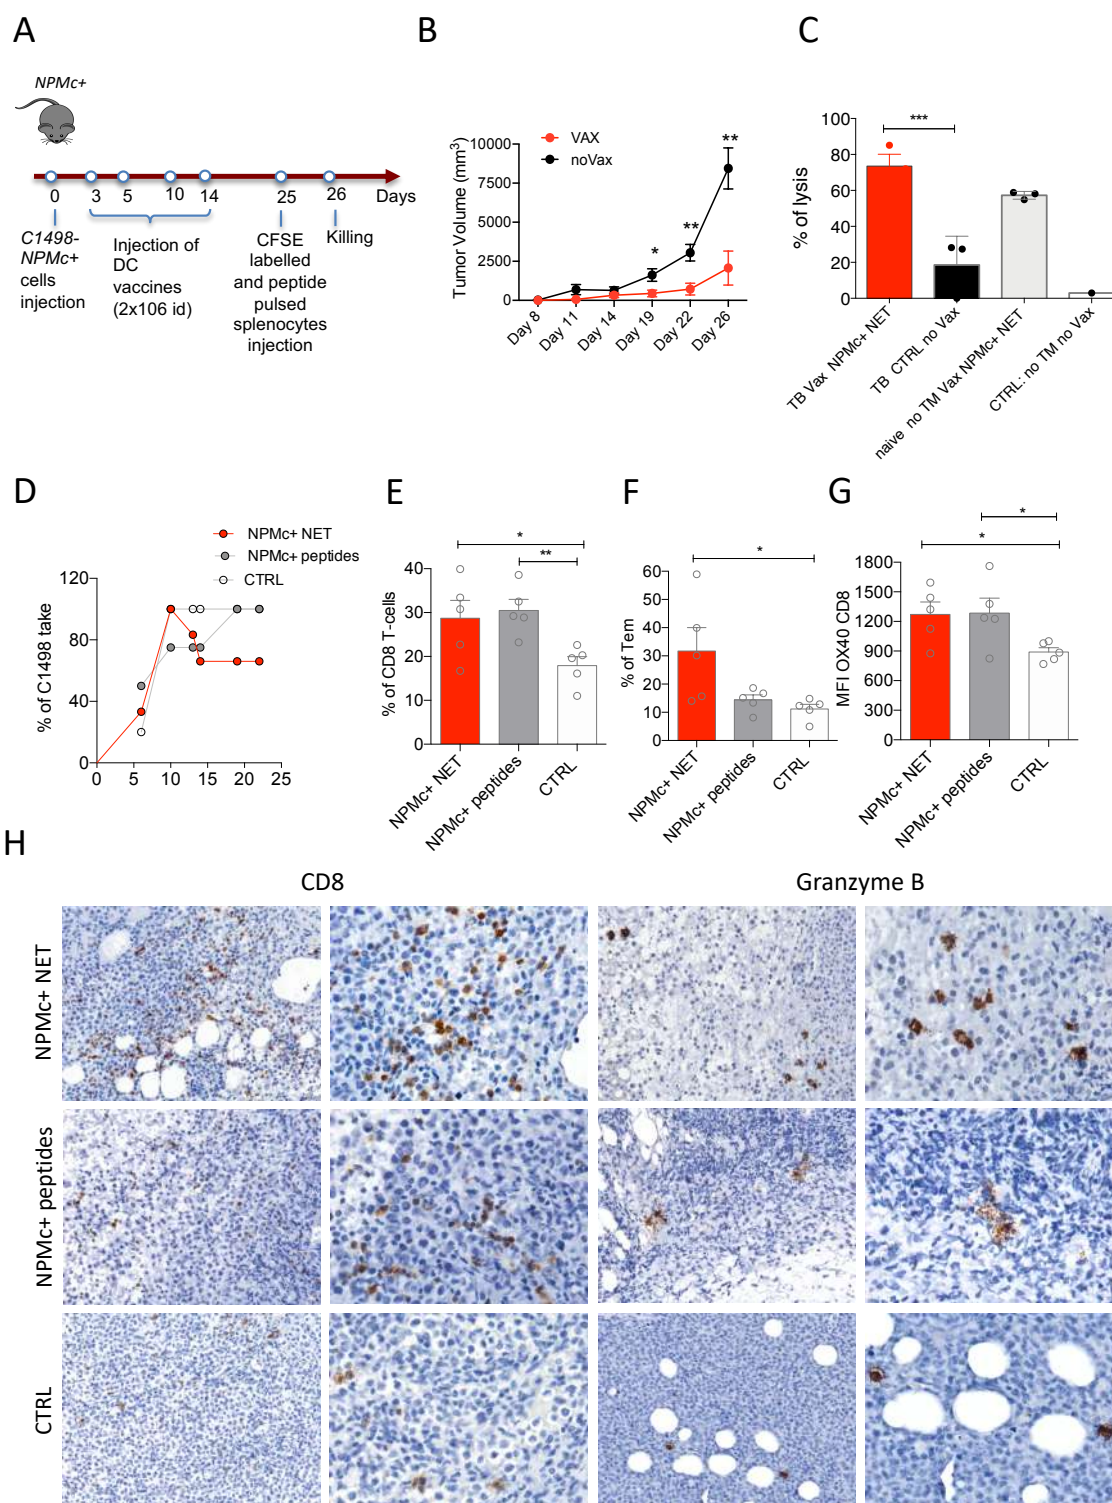 A
NPMc+
0
3
5
10
14
25
26
Days
C1498-
NPMc+
cells
injection
Injection of
DC
vaccines
(2x106 id)
CFSE
labelled
and peptide
pulsed
splenocytes
injection
Killing
B
VAX
noVax
Tumor Volume (mm3)
10000
7500
5000
2500
0
*
**
**
Day 8
Day 11
Day 14
Day 19
Day 22
Day 26
C
% of lysis
100
80
60
40
20
0
***
TB Vax NPMc+ NET
TB CTRL no Vax
naive no TM Vax NPMc+ NET
CTRL: no TM no Vax
D
NPMc+ NET
NPMc+ peptides
CTRL
% of C1498 take
120
80
40
0
0
5
10
15
20
25
E
% of CD8 T-cells
40
30
20
10
0
*
**
NPMc+ NET
NPMc+ peptides
CTRL
F
% of Tem
60
50
40
30
20
10
0
*
NPMc+ NET
NPMc+ peptides
CTRL
G
MFI OX40 CD8
1800
1500
1200
900
600
300
0
*
*
NPMc+ NET
NPMc+ peptides
CTRL
H
CD8
Granzyme B
NPMc+ NET
NPMc+ peptides
CTRL